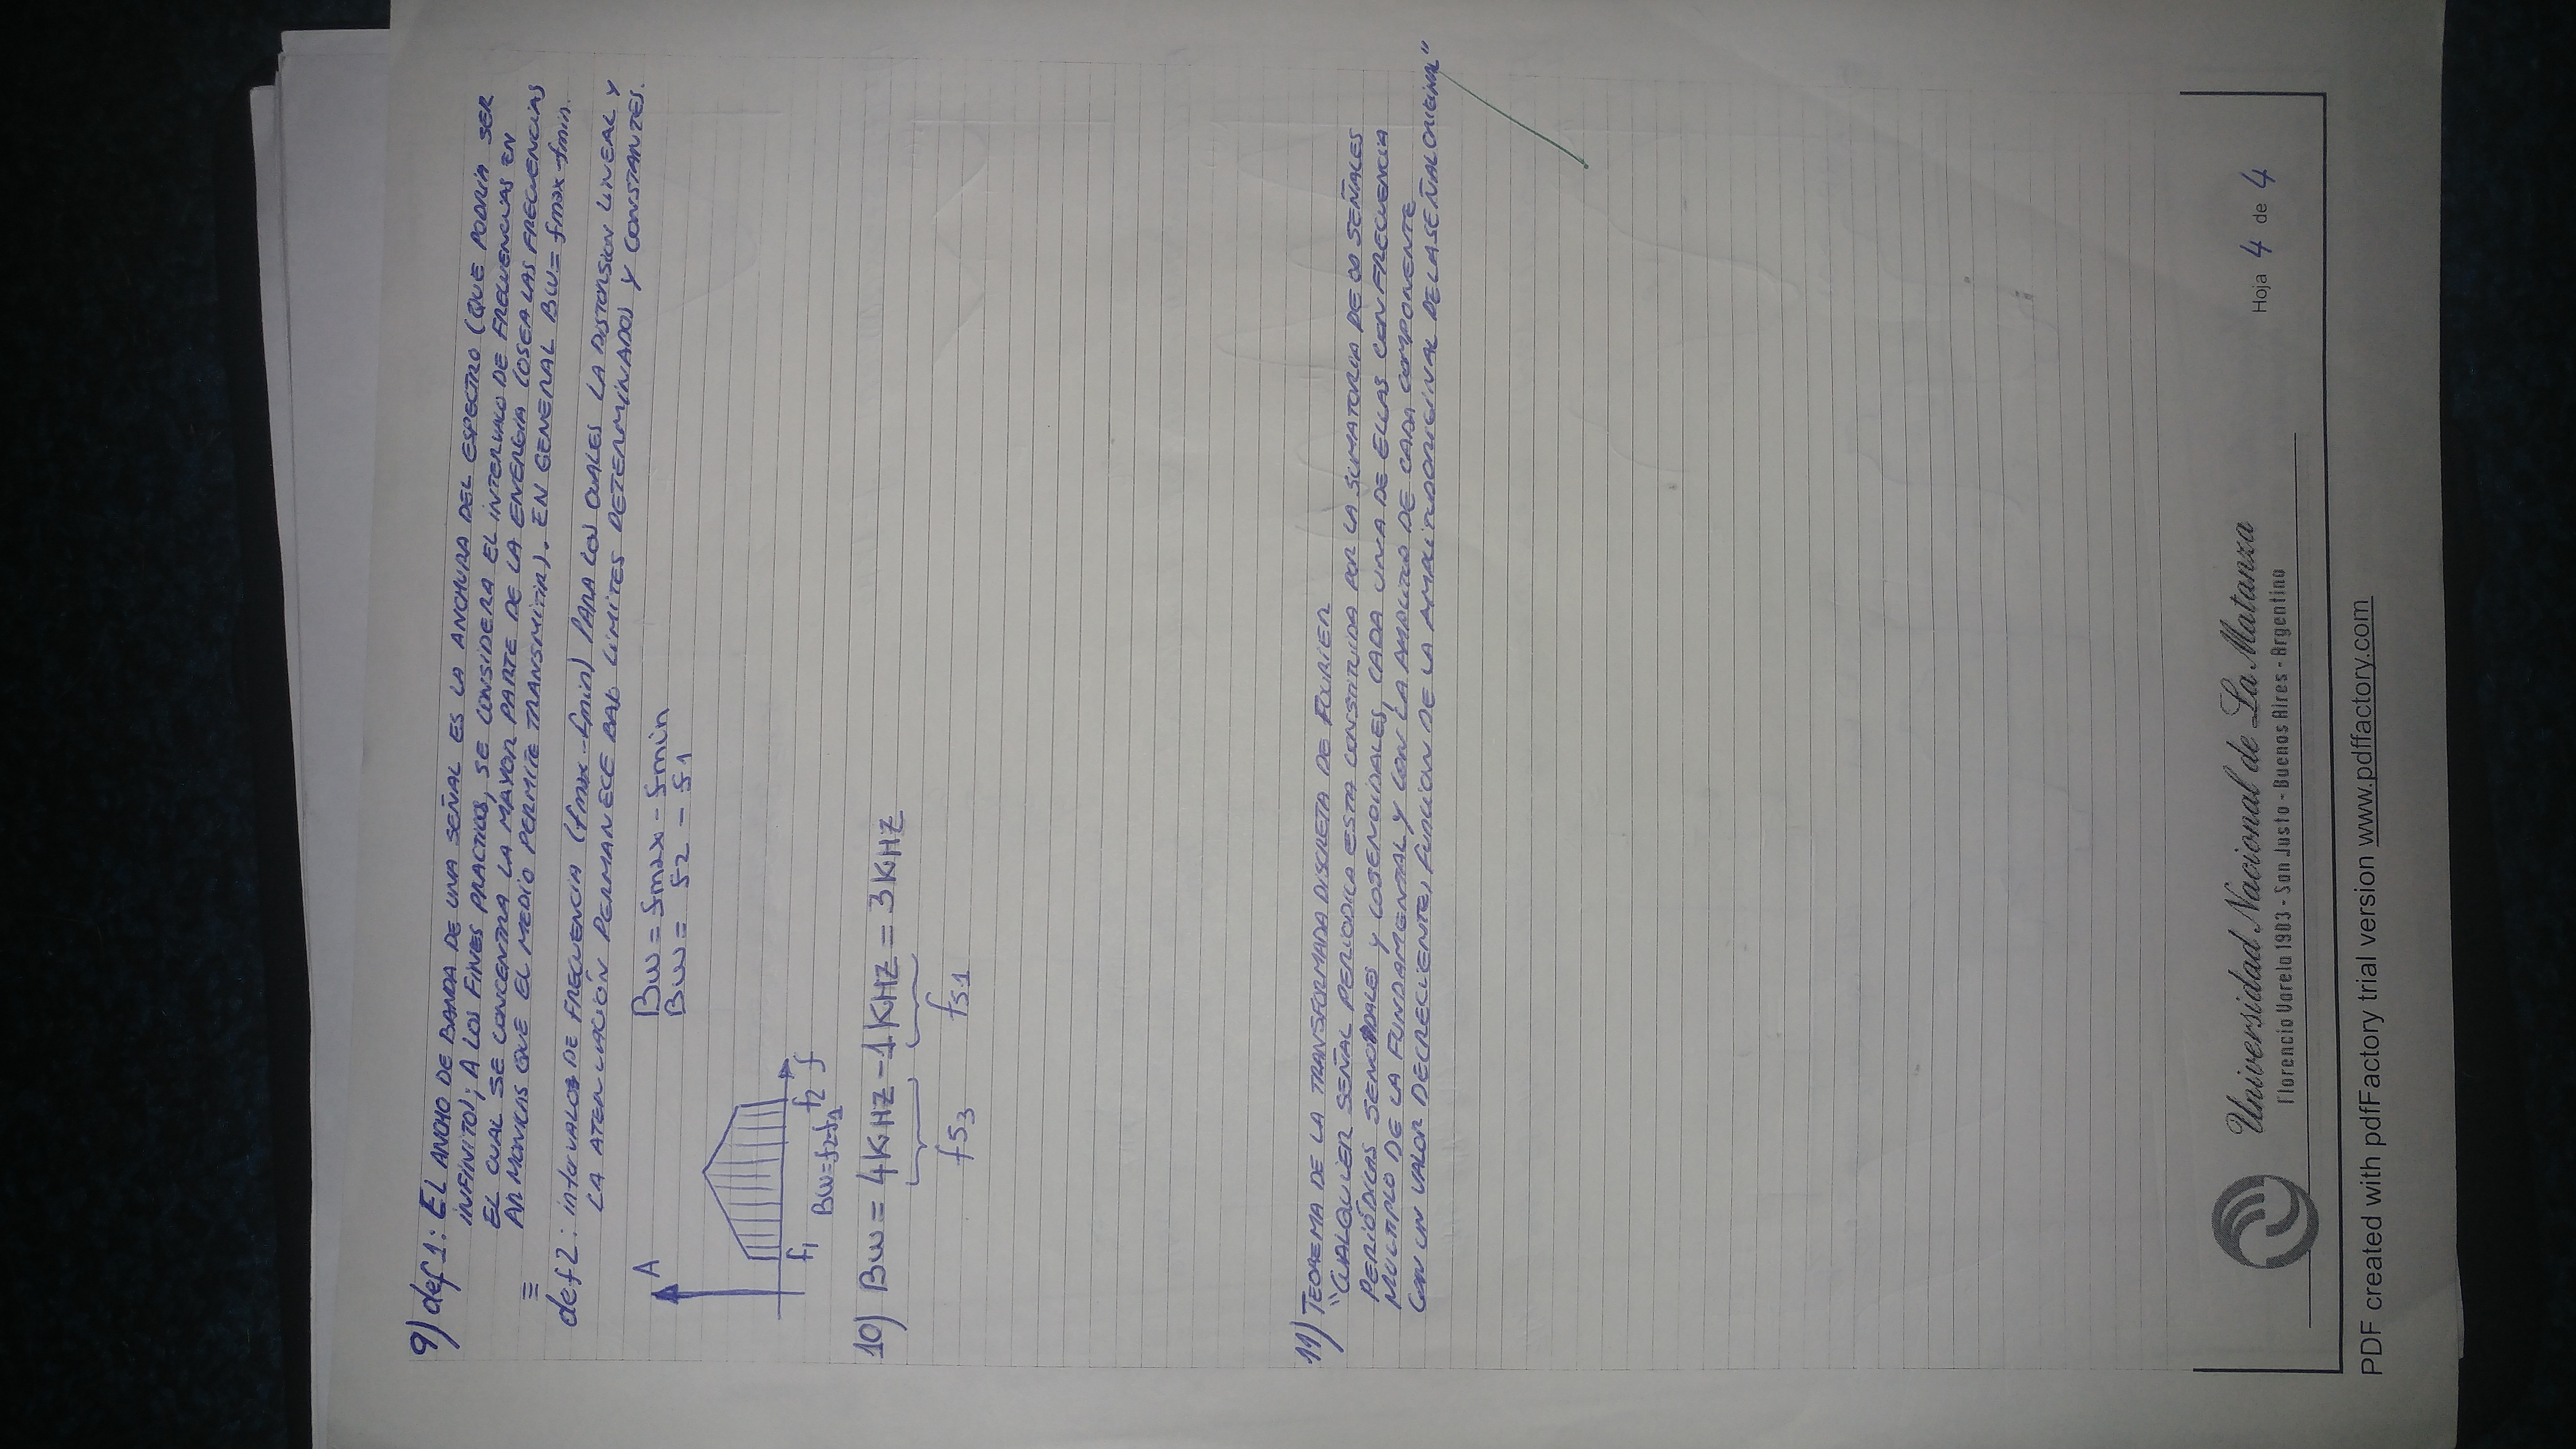 9) def 1: EL ANCHO DE BANDA DE UNA SEÑAL ES LA ANCHURA DEL ESPECTRO (QUE PODRIA SER
INFINITO); A LOS FINES PRACTICOS, SE CONSIDERA EL INTERVALO DE FRECUENCIAS EN
EL CUAL SE CONCENTRA LA MAYOR PARTE DE LA ENERGIA (OSEA LAS FRECUENCIAS
ARMONICAS QUE EL MEDIO PERMITE TRANSMITIR). EN GENERAL BW= fmax-fmin.
≡
def 2: intervalos DE FRECUENCIA (fmax-fmin) PARA LOS CUALES LA DISTORSION LINEAL Y
LA ATENUACIÓN PERMANECE BAJO LIMITES DETERMINADOS Y CONSTANTES.
A
BW = fmax - fmin
BW = f2 - f1
f1 f2 f
BW=f2-f1
10) BW = 4KHZ - 1KHZ = 3KHZ
fS3 fS1
11) TEOREMA DE LA TRANSFORMADA DISCRETA DE FOURIER
"CUALQUIER SEÑAL PERIODICA ESTA CONSTITUIDA POR LA SUMATORIA DE ∞ SEÑALES
PERIÓDICAS SENOIDALES y COSENOIDALES, CADA UNA DE ELLAS CON FRECUENCIA
MULTIPLO DE LA FUNDAMENTAL Y CON LA AMPLITUD DE CADA COMPONENTE
CON UN VALOR DECRECIENTE, FUNCION DE LA AMPLITUD ORIGINAL DE LA SEÑAL ORIGINAL"
Universidad Nacional de La Matanza
Florencio Varela 1903 - San Justo - Buenos Aires - Argentina
Hoja 4 de 4
PDF created with pdfFactory trial version www.pdffactory.com